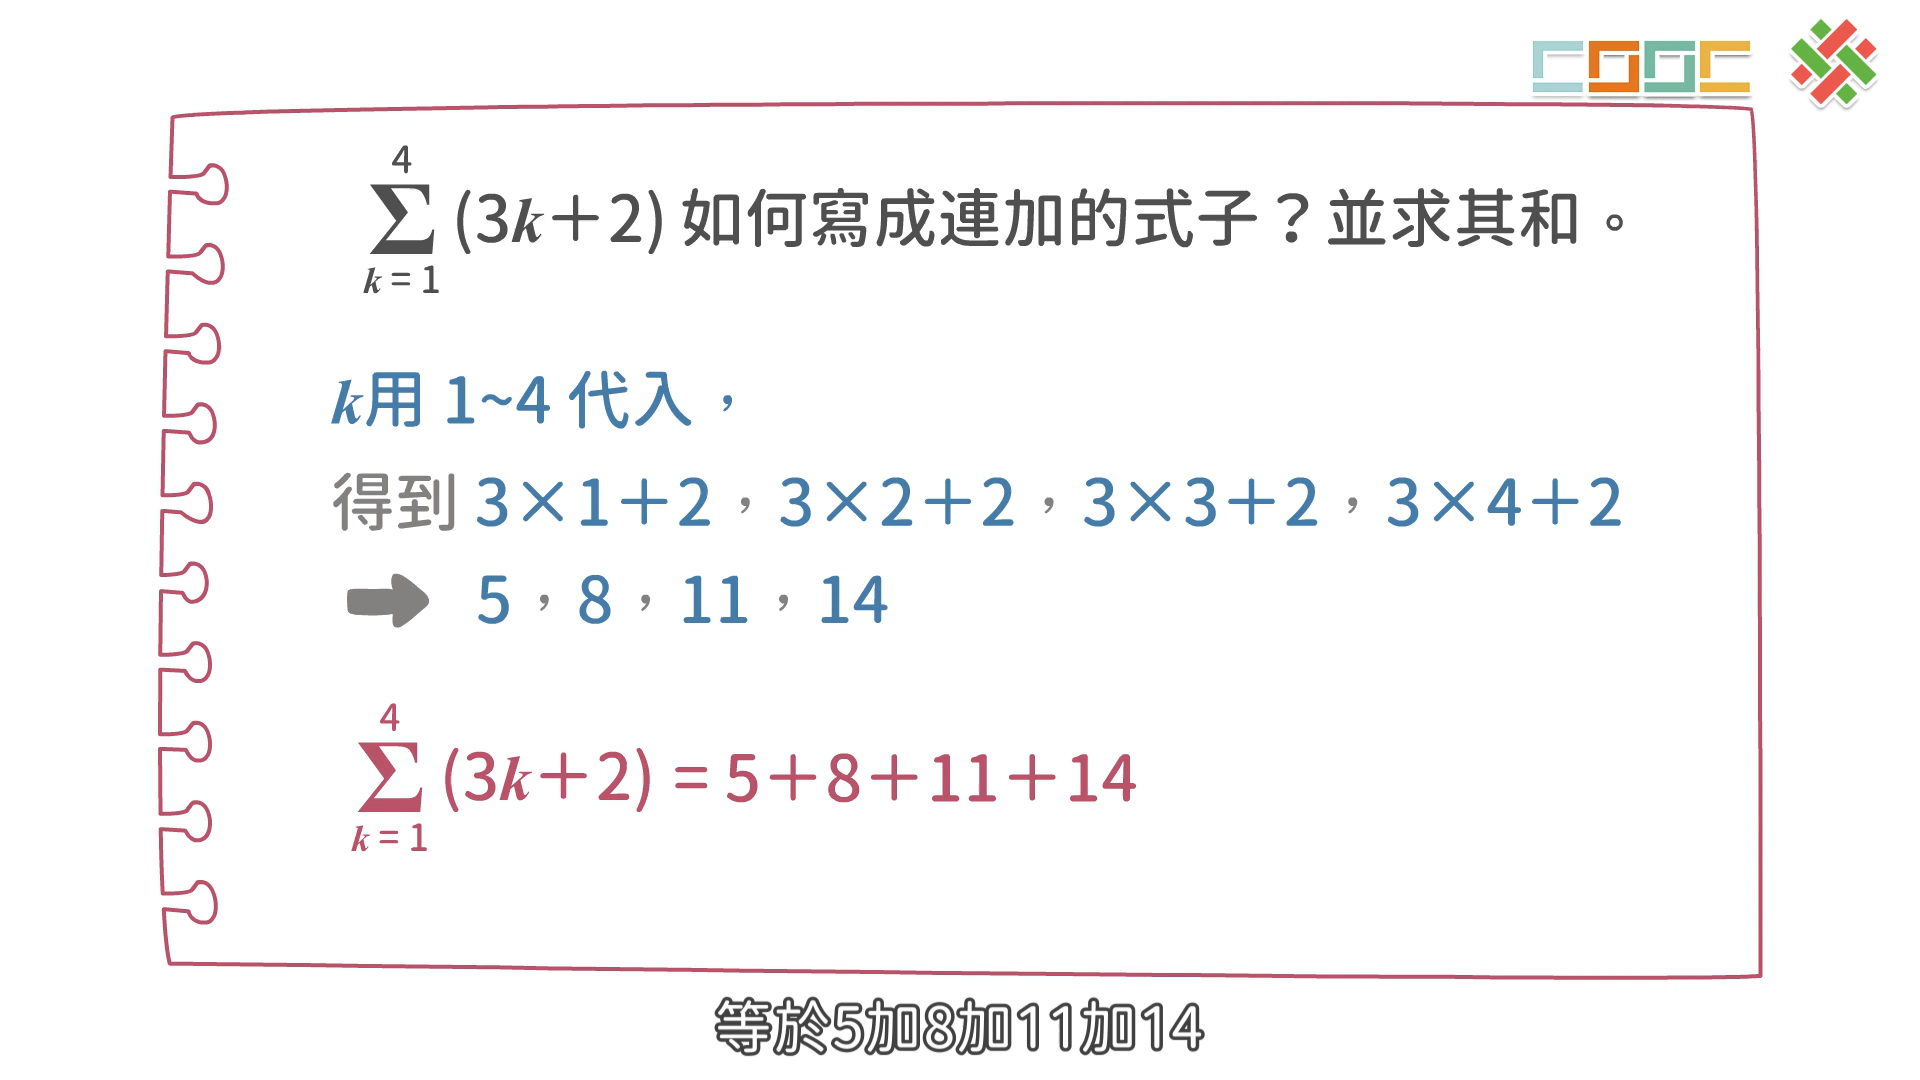 4
∑ (3k＋2) 如何寫成連加的式子？並求其和。
k = 1
k用 1~4 代入，
得到 3×1＋2，3×2＋2，3×3＋2，3×4＋2
➡ 5，8，11，14
4
∑ (3k＋2) = 5＋8＋11＋14
k = 1
等於5加8加11加14